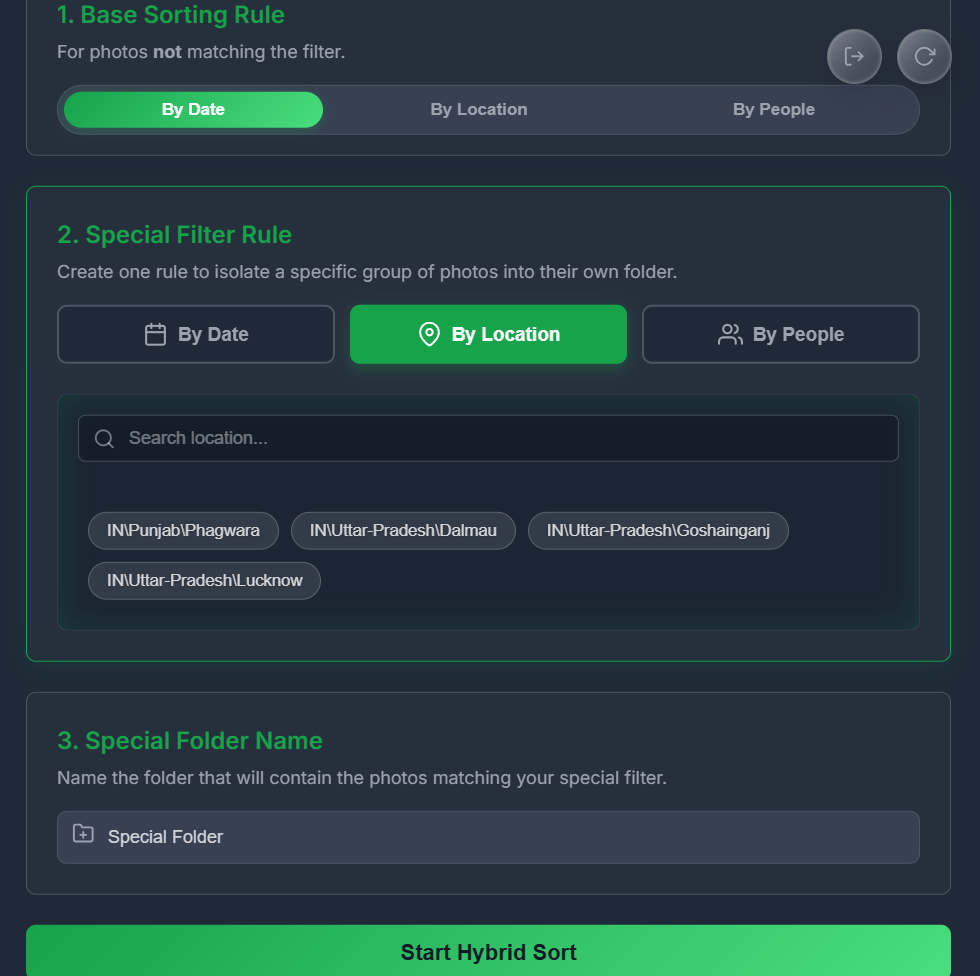 1. Base Sorting Rule
For photos not matching the filter.
By Date By Location By People
2. Special Filter Rule
Create one rule to isolate a specific group of photos into their own folder.
By Date By Location By People
Search location...
IN\Punjab\Phagwara IN\Uttar-Pradesh\Dalmau IN\Uttar-Pradesh\Goshainganj
IN\Uttar-Pradesh\Lucknow
3. Special Folder Name
Name the folder that will contain the photos matching your special filter.
Special Folder
Start Hybrid Sort